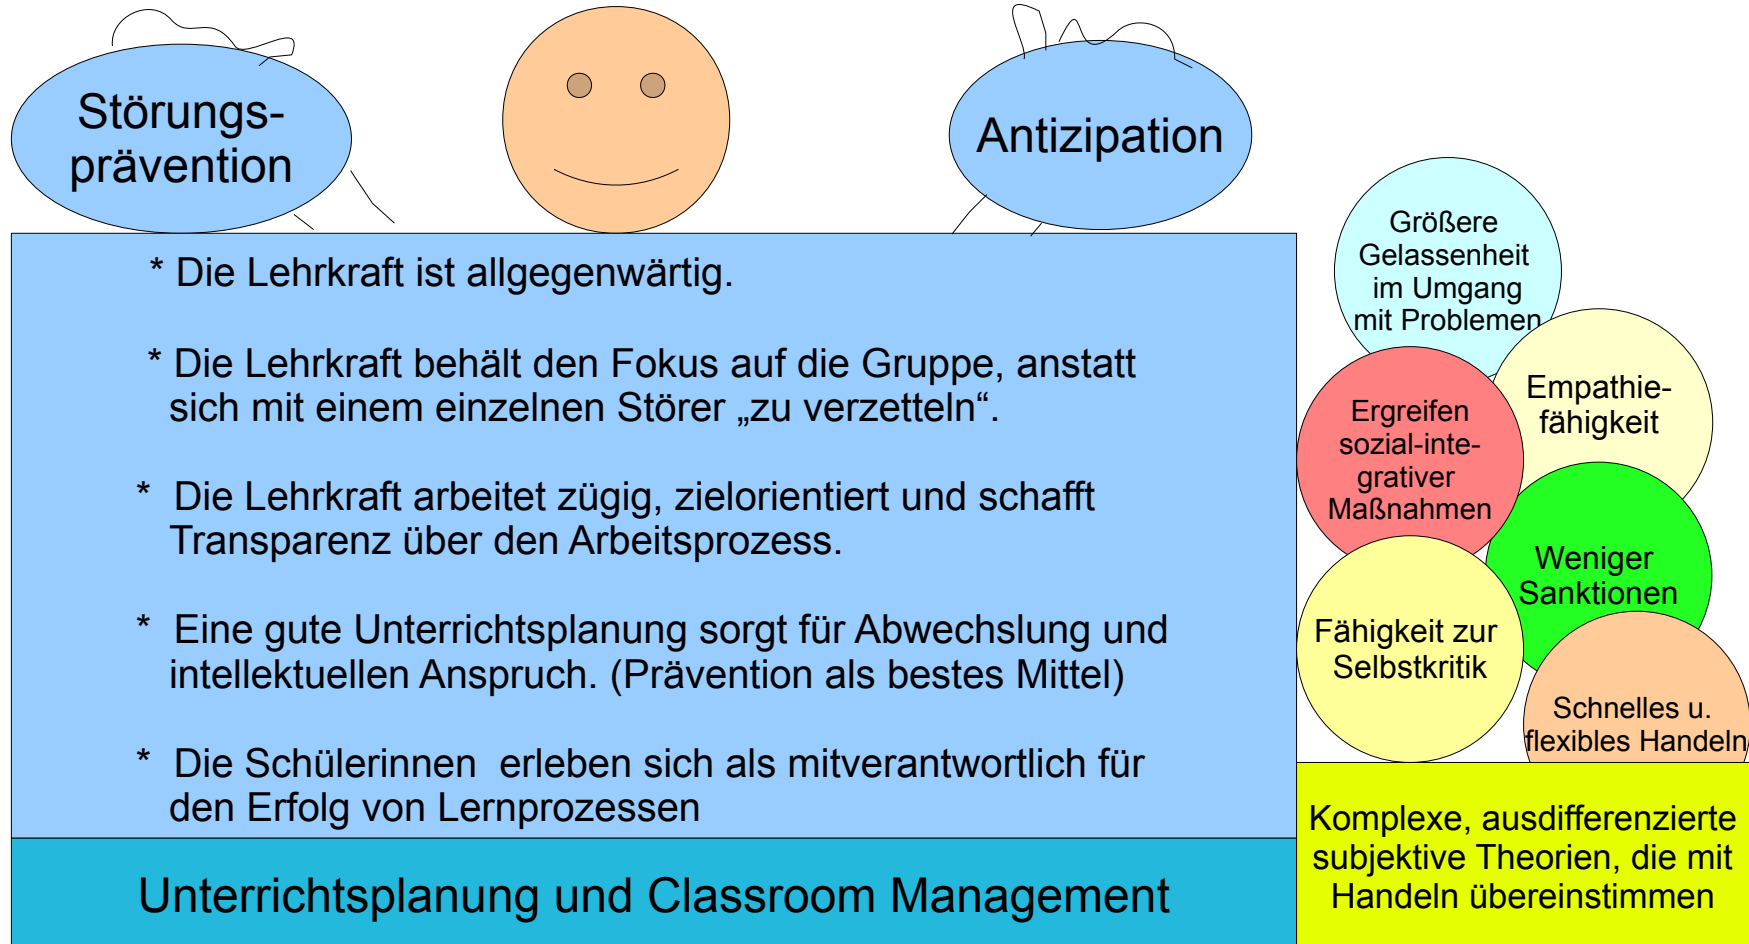 Störungs-
prävention
Antizipation
* Die Lehrkraft ist allgegenwärtig.
* Die Lehrkraft behält den Fokus auf die Gruppe, anstatt
sich mit einem einzelnen Störer „zu verzetteln“.
* Die Lehrkraft arbeitet zügig, zielorientiert und schafft
Transparenz über den Arbeitsprozess.
* Eine gute Unterrichtsplanung sorgt für Abwechslung und
intellektuellen Anspruch. (Prävention als bestes Mittel)
* Die Schülerinnen erleben sich als mitverantwortlich für
den Erfolg von Lernprozessen
Unterrichtsplanung und Classroom Management
Größere
Gelassenheit
im Umgang
mit Problemen
Empathie-
fähigkeit
Ergreifen
sozial-inte-
grativer
Maßnahmen
Weniger
Sanktionen
Fähigkeit zur
Selbstkritik
Schnelles u.
flexibles Handeln
Komplexe, ausdifferenzierte
subjektive Theorien, die mit
Handeln übereinstimmen